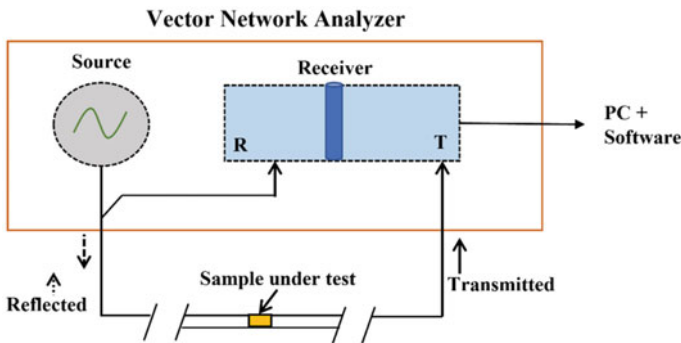 Vector Network Analyzer
Source
Receiver
R
T
PC +
Software
Reflected
Sample under test
Transmitted